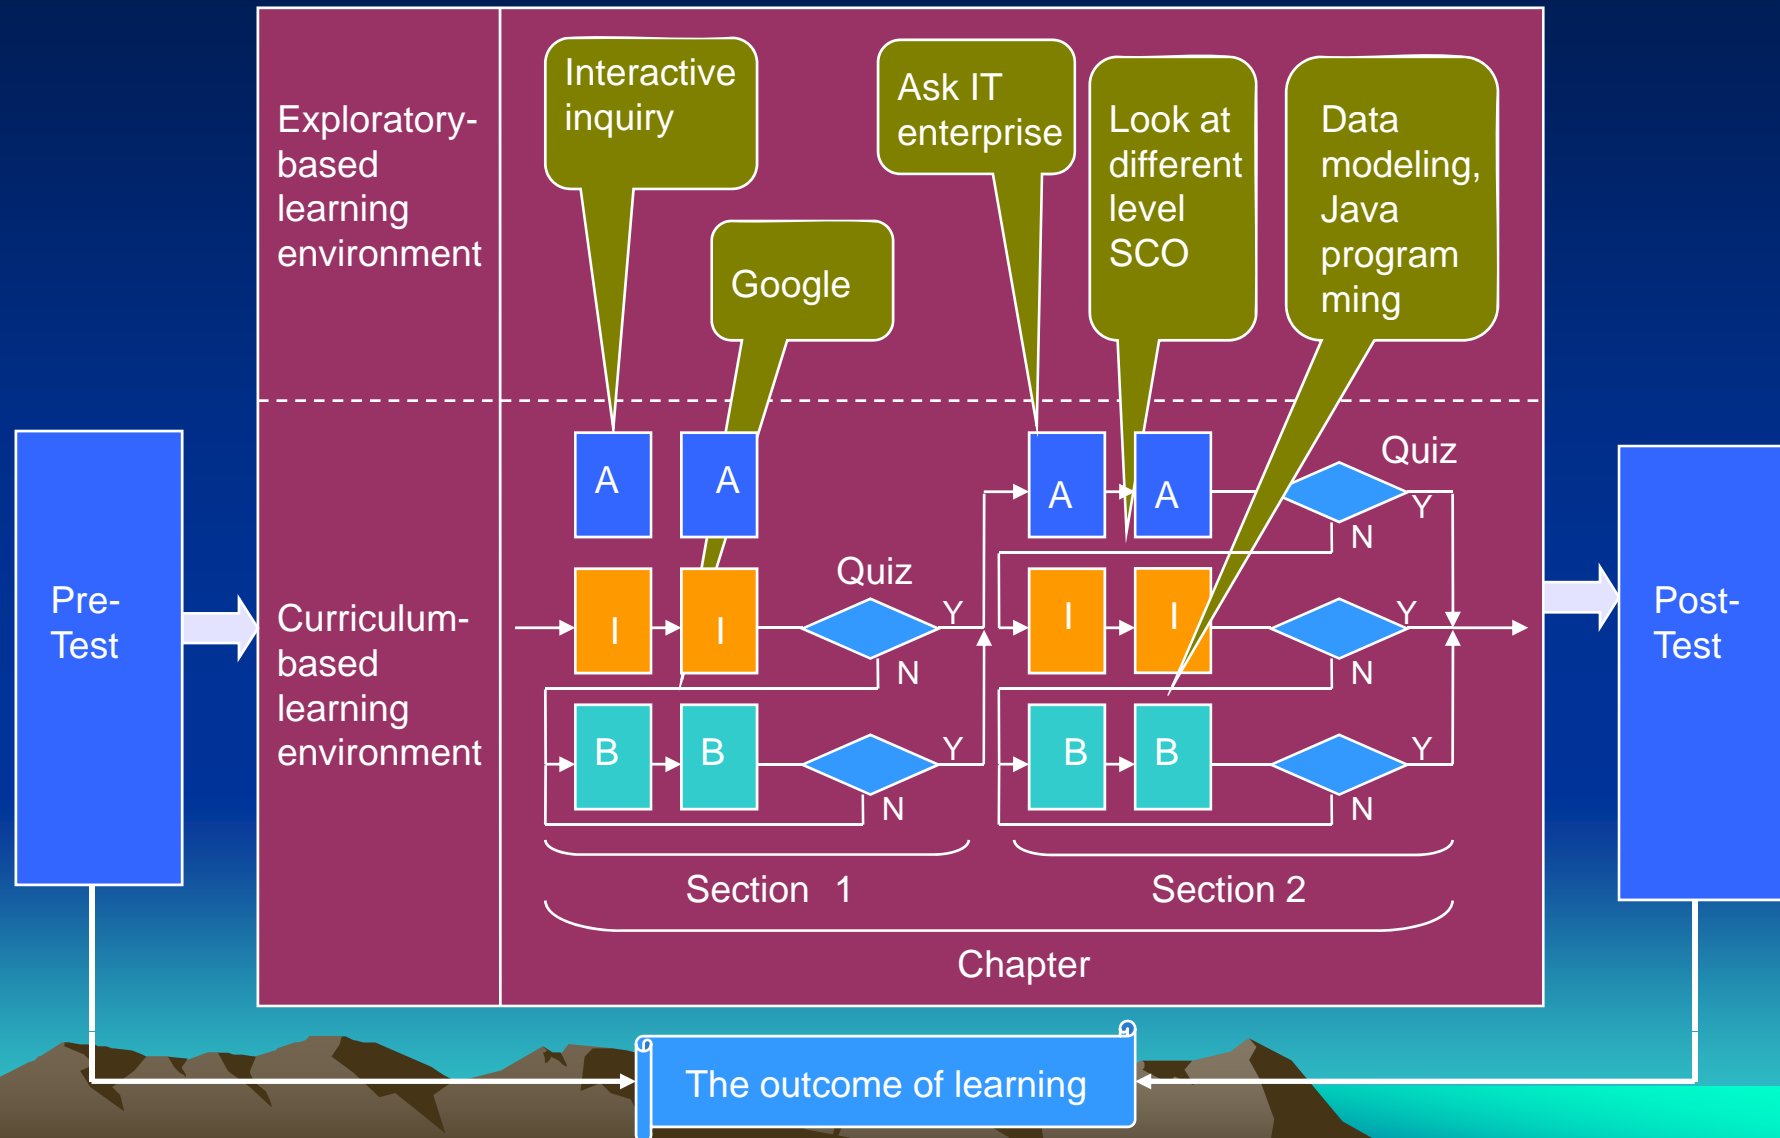 Exploratory-
based
learning
environment
Interactive
inquiry
Google
Ask IT
enterprise
Look at
different
level
SCO
Data
modeling,
Java
program
ming
Pre-
Test
Curriculum-
based
learning
environment
A
A
A
A
Quiz
Y
N
I
I
Quiz
Y
N
I
I
Y
N
B
B
Y
N
B
B
Y
N
Section 1
Section 2
Chapter
Post-
Test
The outcome of learning